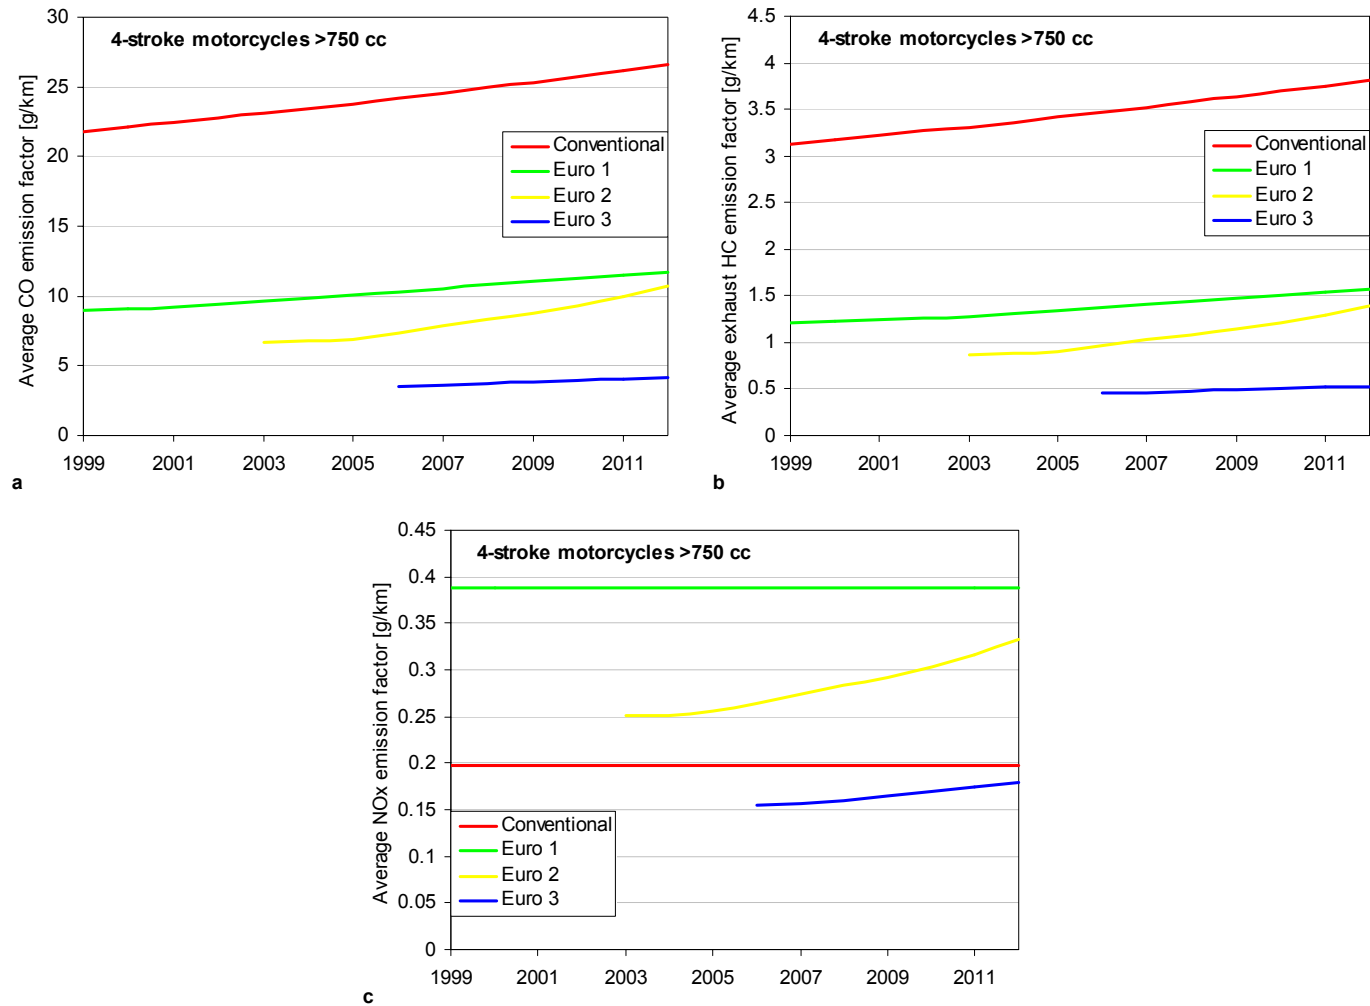 4-stroke motorcycles >750 cc
Average CO emission factor [g/km]
30
25
20
15
10
5
0
1999 2001 2003 2005 2007 2009 2011
Conventional
Euro 1
Euro 2
Euro 3
a
4-stroke motorcycles >750 cc
Average exhaust HC emission factor [g/km]
4.5
4
3.5
3
2.5
2
1.5
1
0.5
0
1999 2001 2003 2005 2007 2009 2011
Conventional
Euro 1
Euro 2
Euro 3
b
4-stroke motorcycles >750 cc
Average NOx emission factor [g/km]
0.45
0.4
0.35
0.3
0.25
0.2
0.15
0.1
0.05
0
1999 2001 2003 2005 2007 2009 2011
Conventional
Euro 1
Euro 2
Euro 3
c